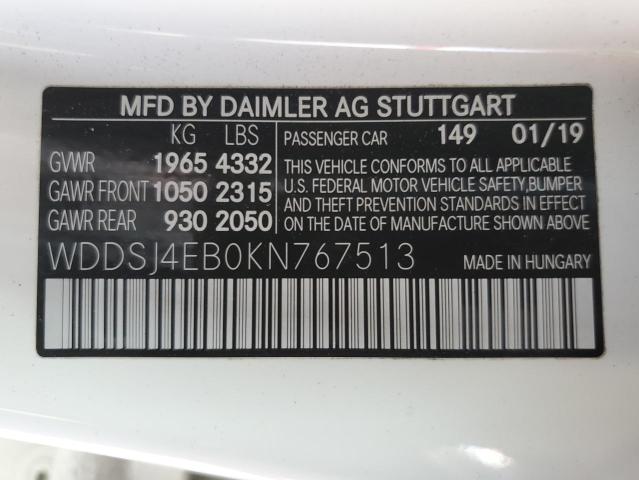 MFD BY DAIMLER AG STUTTGART
KG LBS
GVWR 1965 4332
GAWR FRONT 1050 2315
GAWR REAR 930 2050
PASSENGER CAR 149 01/19
THIS VEHICLE CONFORMS TO ALL APPLICABLE
U.S. FEDERAL MOTOR VEHICLE SAFETY,BUMPER
AND THEFT PREVENTION STANDARDS IN EFFECT
ON THE DATE OF MANUFACTURE SHOWN ABOVE.
WDDSJ4EB0KN767513 MADE IN HUNGARY